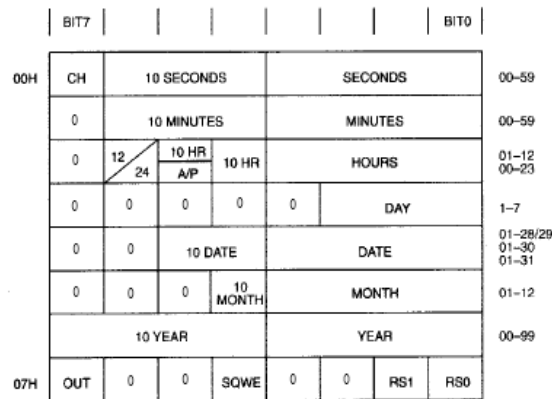 BIT7 BIT0
00H CH 10 SECONDS SECONDS 00–59
0 10 MINUTES MINUTES 00–59
0 12/24 10 HR A/P 10 HR HOURS 01–12 00–23
0 0 0 0 0 DAY 1–7
0 0 10 DATE DATE 01–28/29 01–30 01–31
0 0 0 10 MONTH MONTH 01–12
10 YEAR YEAR 00–99
07H OUT 0 0 SQWE 0 0 RS1 RS0